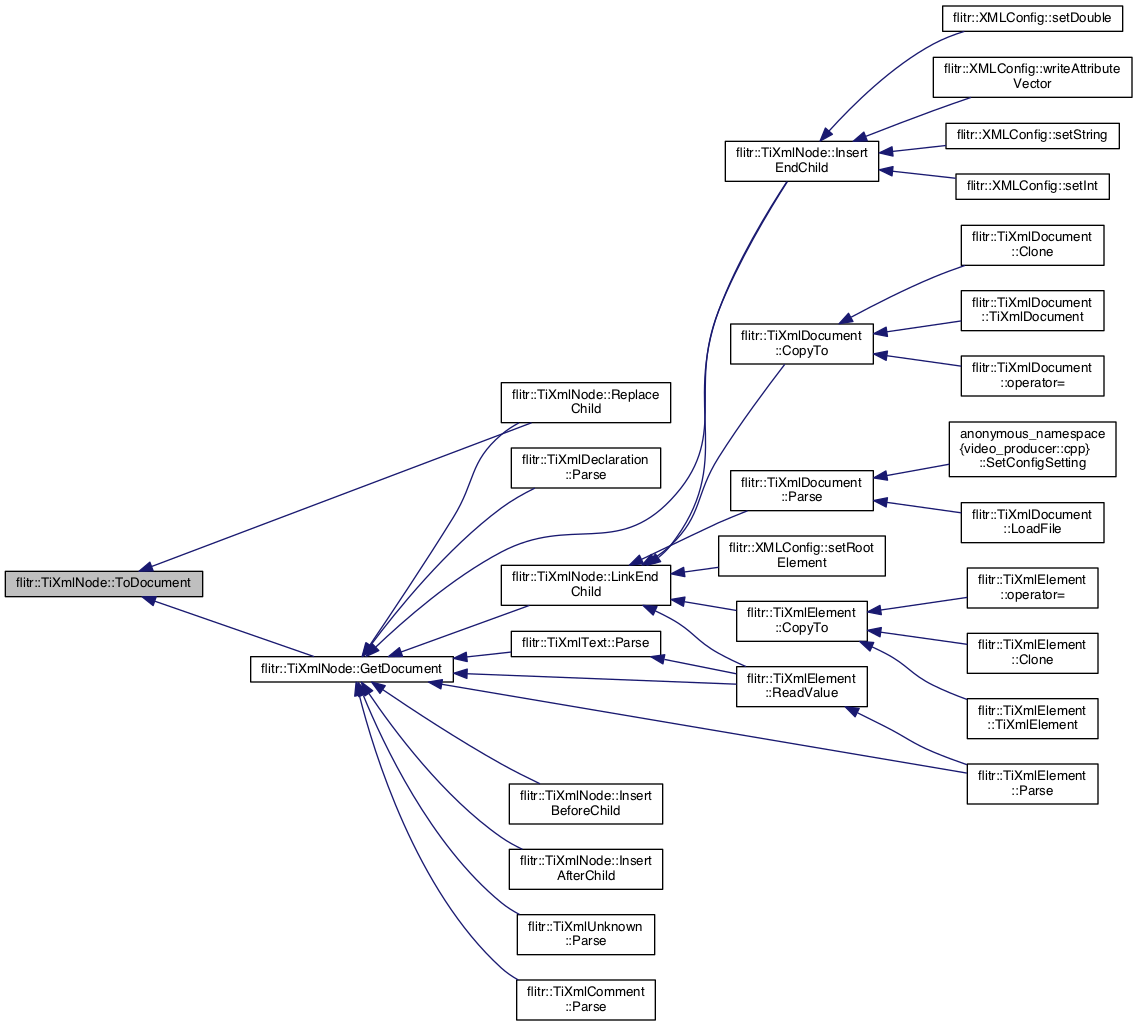 flitr::XMLConfig::setDouble
flitr::XMLConfig::writeAttribute
Vector
flitr::XMLConfig::setString
flitr::TiXmlNode::Insert
EndChild
flitr::XMLConfig::setInt
flitr::TiXmlDocument
::Clone
flitr::TiXmlDocument
::TiXmlDocument
flitr::TiXmlDocument
::CopyTo
flitr::TiXmlDocument
::operator=
flitr::TiXmlNode::Replace
Child
anonymous_namespace
{video_producer::cpp}
::SetConfigSetting
flitr::TiXmlDeclaration
::Parse
flitr::TiXmlDocument
::Parse
flitr::TiXmlDocument
::LoadFile
flitr::XMLConfig::setRoot
Element
flitr::TiXmlNode::ToDocument
flitr::TiXmlNode::LinkEnd
Child
flitr::TiXmlElement
::operator=
flitr::TiXmlElement
::CopyTo
flitr::TiXmlElement
::Clone
flitr::TiXmlText::Parse
flitr::TiXmlNode::GetDocument
flitr::TiXmlElement
::ReadValue
flitr::TiXmlElement
::TiXmlElement
flitr::TiXmlElement
::Parse
flitr::TiXmlNode::Insert
BeforeChild
flitr::TiXmlNode::Insert
AfterChild
flitr::TiXmlUnknown
::Parse
flitr::TiXmlComment
::Parse